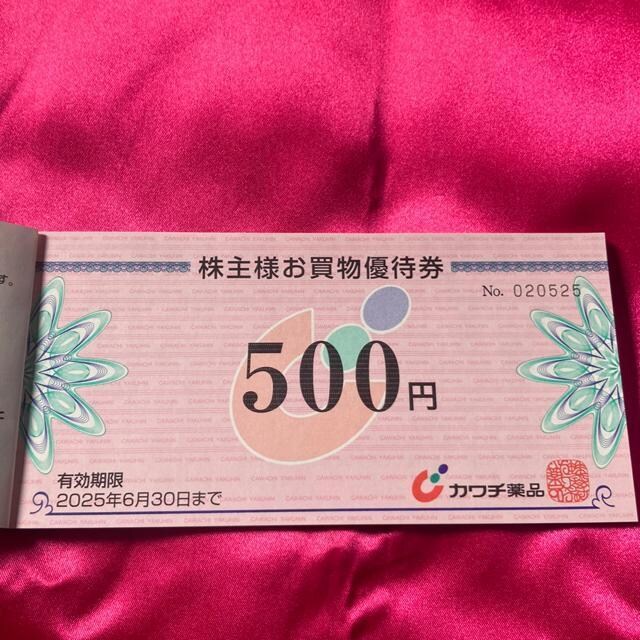 す。
株主様お買物優待券
No. 020525
500円
有効期限
2025年6月30日まで
カワチ薬品